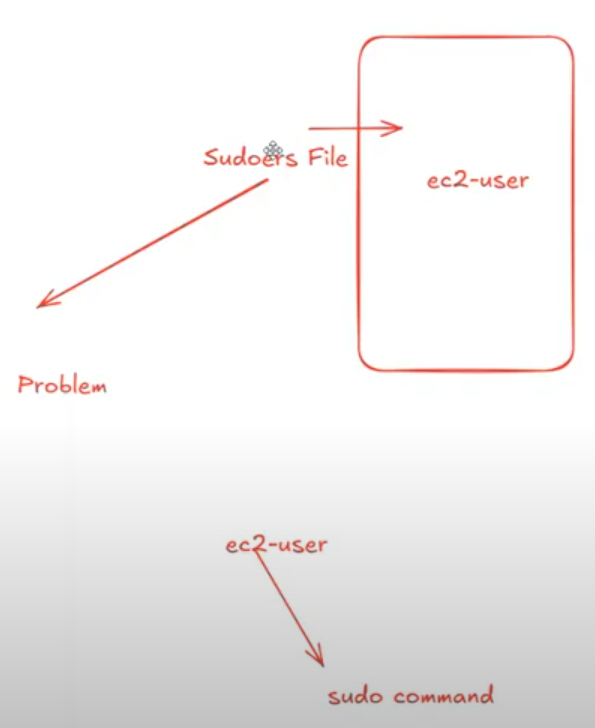 Sudoers File
ec2-user
Problem
ec2-user
sudo command